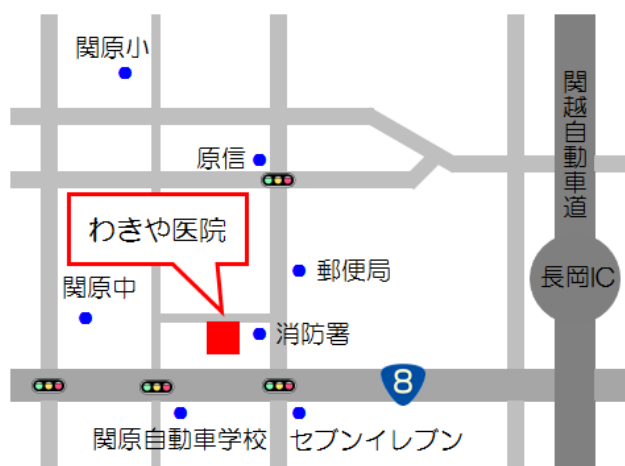 関原小
関越自動車道
原信
わきや医院
郵便局
長岡IC
関原中
消防署
8
関原自動車学校
セブンイレブン